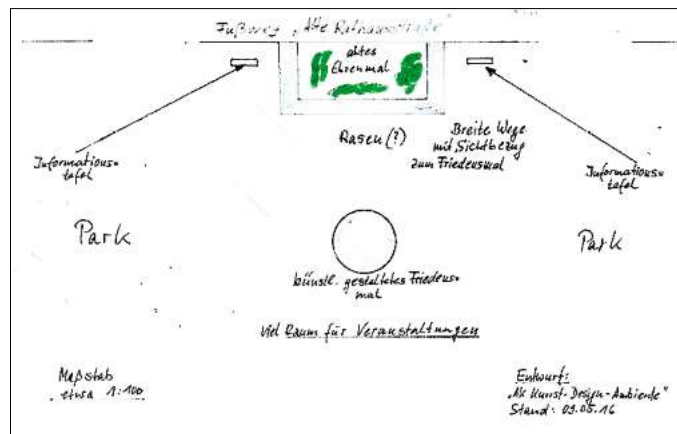 Fußweg „Alte Rathausstraße"
altes
Ehrenmal
Rasen (?)
Breite Wege
mit Sichtbezug
zum Friedensmal
Informations=
tafel
Informations=
tafel
Park
Park
künstl. gestaltetes Friedens=
mal
viel Raum für Veranstaltungen
Maßstab
etwa 1:100
Entwurf:
„AK Kunst-Design-Ambiente"
Stand: 09.05.16